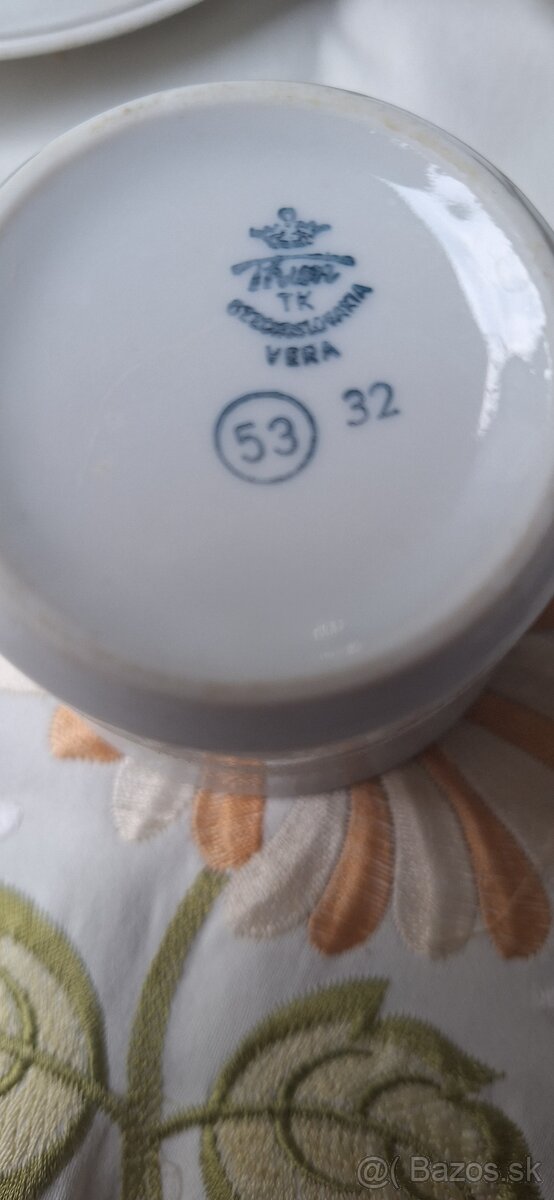 Thun
TK
CZECHOSLOVAKIA
VERA
53 32
@( Bazos.sk